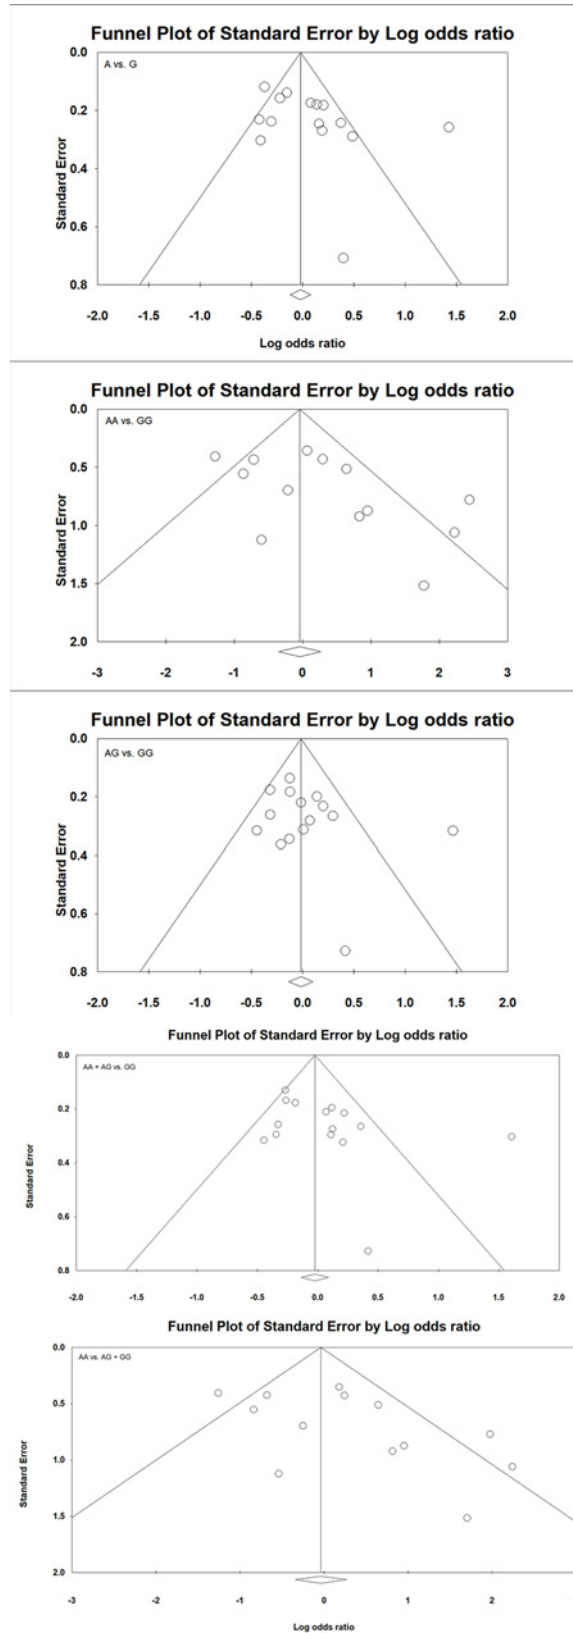 Funnel Plot of Standard Error by Log odds ratio
A vs. G
Standard Error
0.0
0.2
0.4
0.6
0.8
-2.0 -1.5 -1.0 -0.5 0.0 0.5 1.0 1.5 2.0
Log odds ratio
Funnel Plot of Standard Error by Log odds ratio
AA vs. GG
Standard Error
0.0
0.5
1.0
1.5
2.0
-3 -2 -1 0 1 2 3
Funnel Plot of Standard Error by Log odds ratio
AG vs. GG
Standard Error
0.0
0.2
0.4
0.6
0.8
-2.0 -1.5 -1.0 -0.5 0.0 0.5 1.0 1.5 2.0
Funnel Plot of Standard Error by Log odds ratio
AA + AG vs. GG
Standard Error
0.0
0.2
0.4
0.6
0.8
-2.0 -1.5 -1.0 -0.5 0.0 0.5 1.0 1.5 2.0
Funnel Plot of Standard Error by Log odds ratio
AA vs. AG + GG
Standard Error
0.0
0.5
1.0
1.5
2.0
-3 -2 -1 0 1 2
Log odds ratio